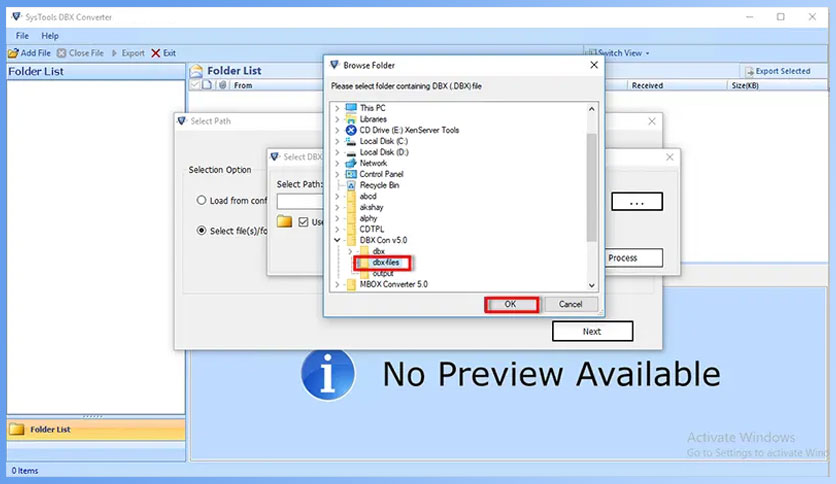 SysTools DBX Converter
File Help
Add File Close File Export Exit
Switch View
Folder List
Folder List
Export Selected
From
Received
Size(KB)
Select Path
Selection Option
Load from
Select file(s)/fo
Select DBX
Select Path:
Use
...
Process
Next
Browse Folder
Please select folder containing DBX (.DBX) file
This PC
Libraries
CD Drive (E:) XenServer Tools
Local Disk (C:)
Local Disk (D:)
Network
Control Panel
Recycle Bin
abcd
akshay
alphy
CDTPL
DBX Con v5.0
dbx
dbx-files
output
MBOX Converter 5.0
OK
Cancel
No Preview Available
Folder List
Activate Windows
Go to Settings to activate Wind
0 Items